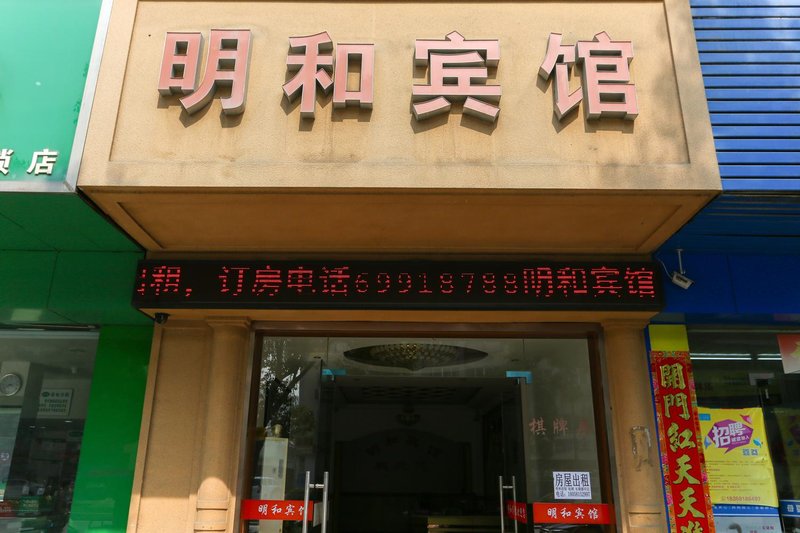 明和宾馆
锁店
租，订房电话69918788明和宾馆
棋牌
房屋出租
明和宾馆
明和宾馆
開門紅天天
招聘